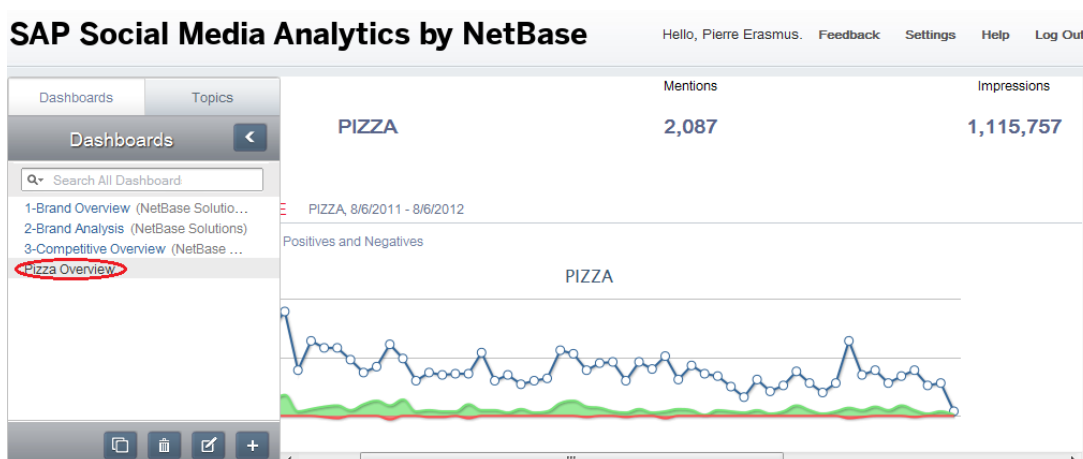 SAP Social Media Analytics by NetBase
Hello, Pierre Erasmus. Feedback Settings Help Log Out
Dashboards Topics
Dashboards
Search All Dashboard
1-Brand Overview (NetBase Solutio...
2-Brand Analysis (NetBase Solutions)
3-Competitive Overview (NetBase ...
Pizza Overview
Mentions Impressions
PIZZA 2,087 1,115,757
PIZZA, 8/6/2011 - 8/6/2012
Positives and Negatives
PIZZA